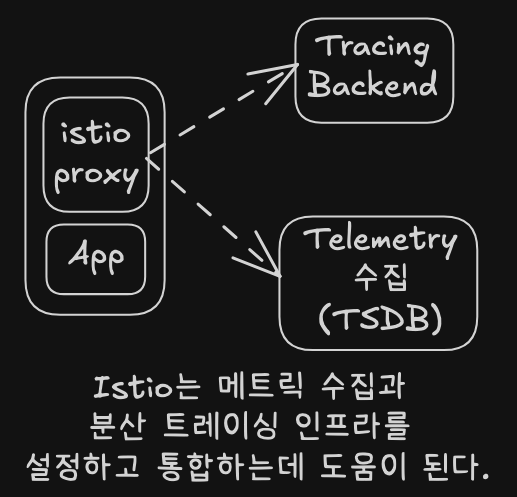 Tracing
Backend
istio
proxy
App
Telemetry
수집
(TSDB)
Istio는 메트릭 수집과
분산 트레이싱 인프라를
설정하고 통합하는데 도움이 된다.